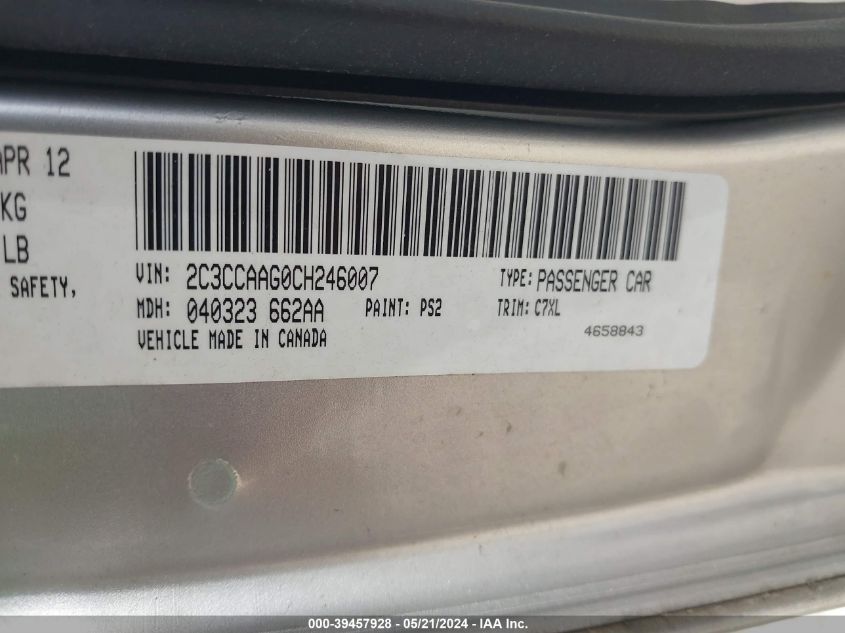 APR 12
KG
LB
SAFETY,
VIN: 2C3CCAAG0CH246007 TYPE: PASSENGER CAR
MDH: 040323 662AA PAINT: PS2 TRIM: C7XL
VEHICLE MADE IN CANADA 4658843
000-39457928 | 05/21/2024 | IAA Inc.